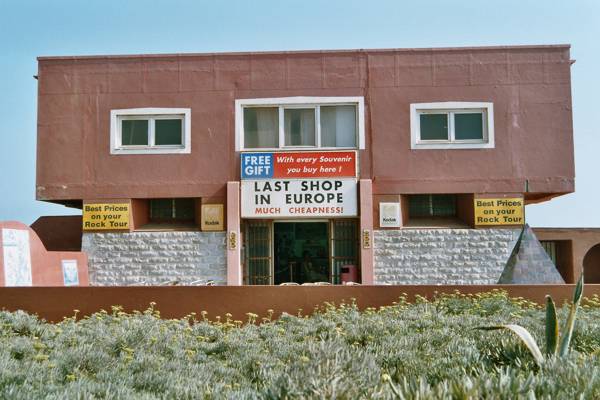 FREE
GIFT
With every Souvenir
you buy here !
LAST SHOP
IN EUROPE
MUCH CHEAPNESS!
Best Prices
on your
Rock Tour
Kodak
Kodak
Best Prices
on your
Rock Tour